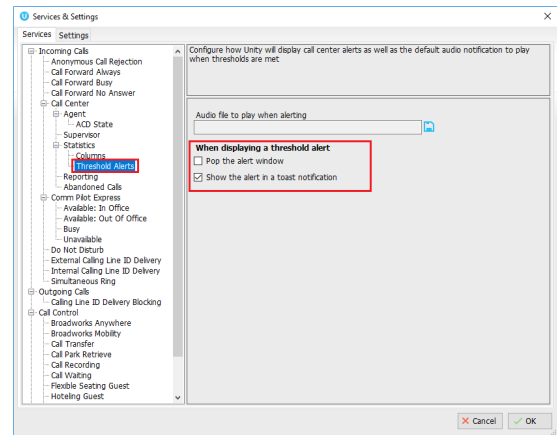 Services & Settings
Services Settings
Incoming Calls
Anonymous Call Rejection
Call Forward Always
Call Forward Busy
Call Forward No Answer
Call Center
Agent
ACD State
Supervisor
Statistics
Columns
Threshold Alerts
Reporting
Abandoned Calls
Comm Pilot Express
Available: In Office
Available: Out Of Office
Busy
Unavailable
Do Not Disturb
External Calling Line ID Delivery
Internal Calling Line ID Delivery
Simultaneous Ring
Outgoing Calls
Calling Line ID Delivery Blocking
Call Control
Broadworks Anywhere
Broadworks Mobility
Call Transfer
Call Park Retrieve
Call Recording
Call Waiting
Flexible Seating Guest
Hoteling Guest
Configure how Unity will display call center alerts as well as the default audio notification to play
when thresholds are met
Audio file to play when alerting
When displaying a threshold alert
Pop the alert window
Show the alert in a toast notification
Cancel
OK